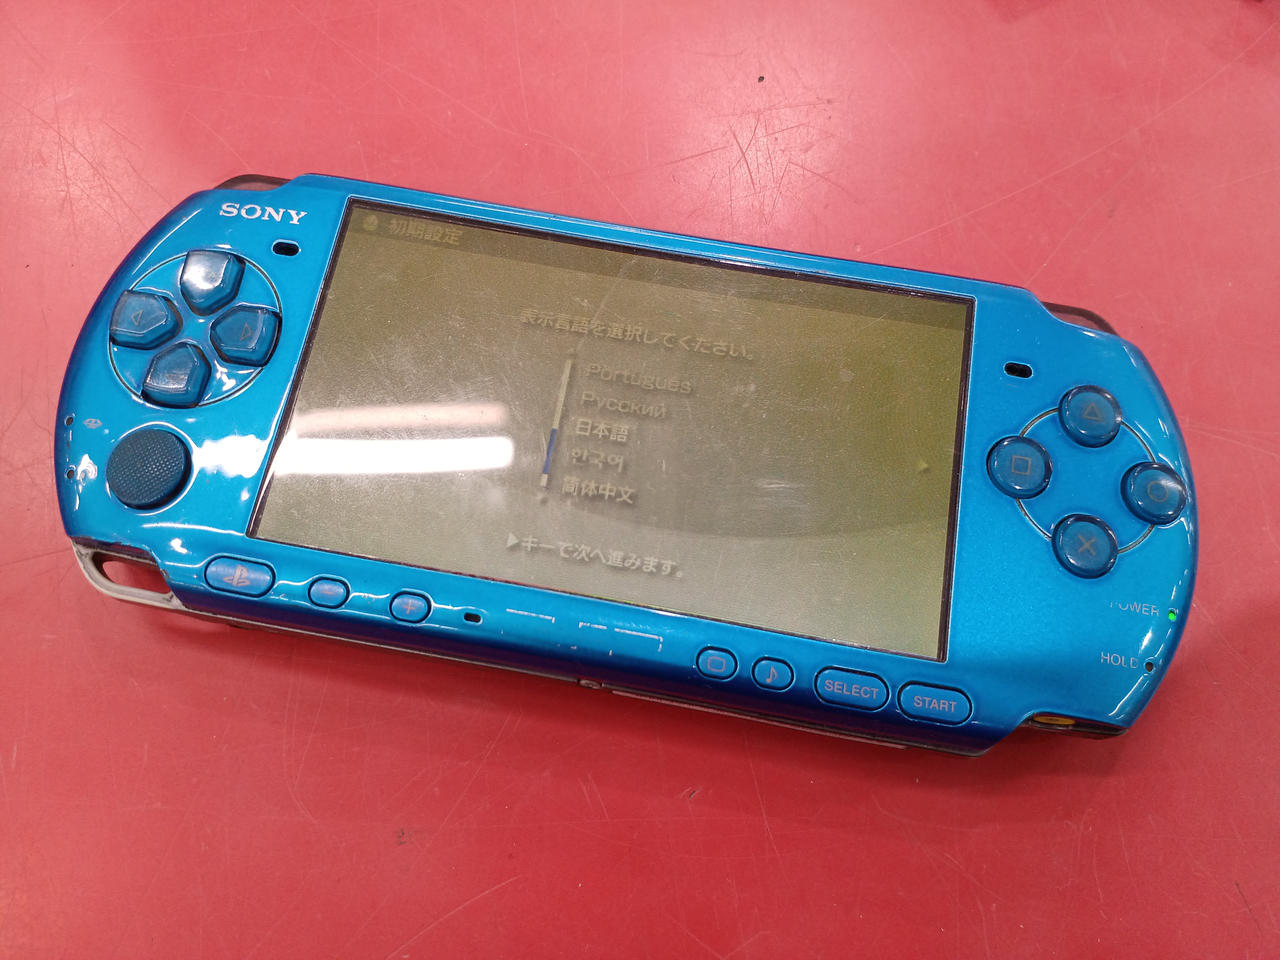 SONY
初期設定
表示言語を選択してください。
Português
Русский
日本語
한국어
简体中文
▶キーで次へ進みます。
POWER
HOLD
SELECT
START